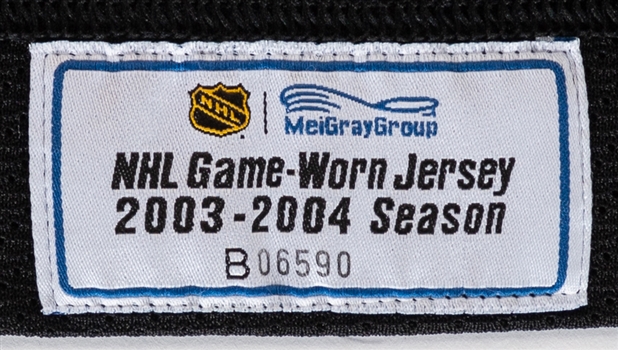 NHL | MeiGrayGroup
NHL Game-Worn Jersey
2003-2004 Season
B06590